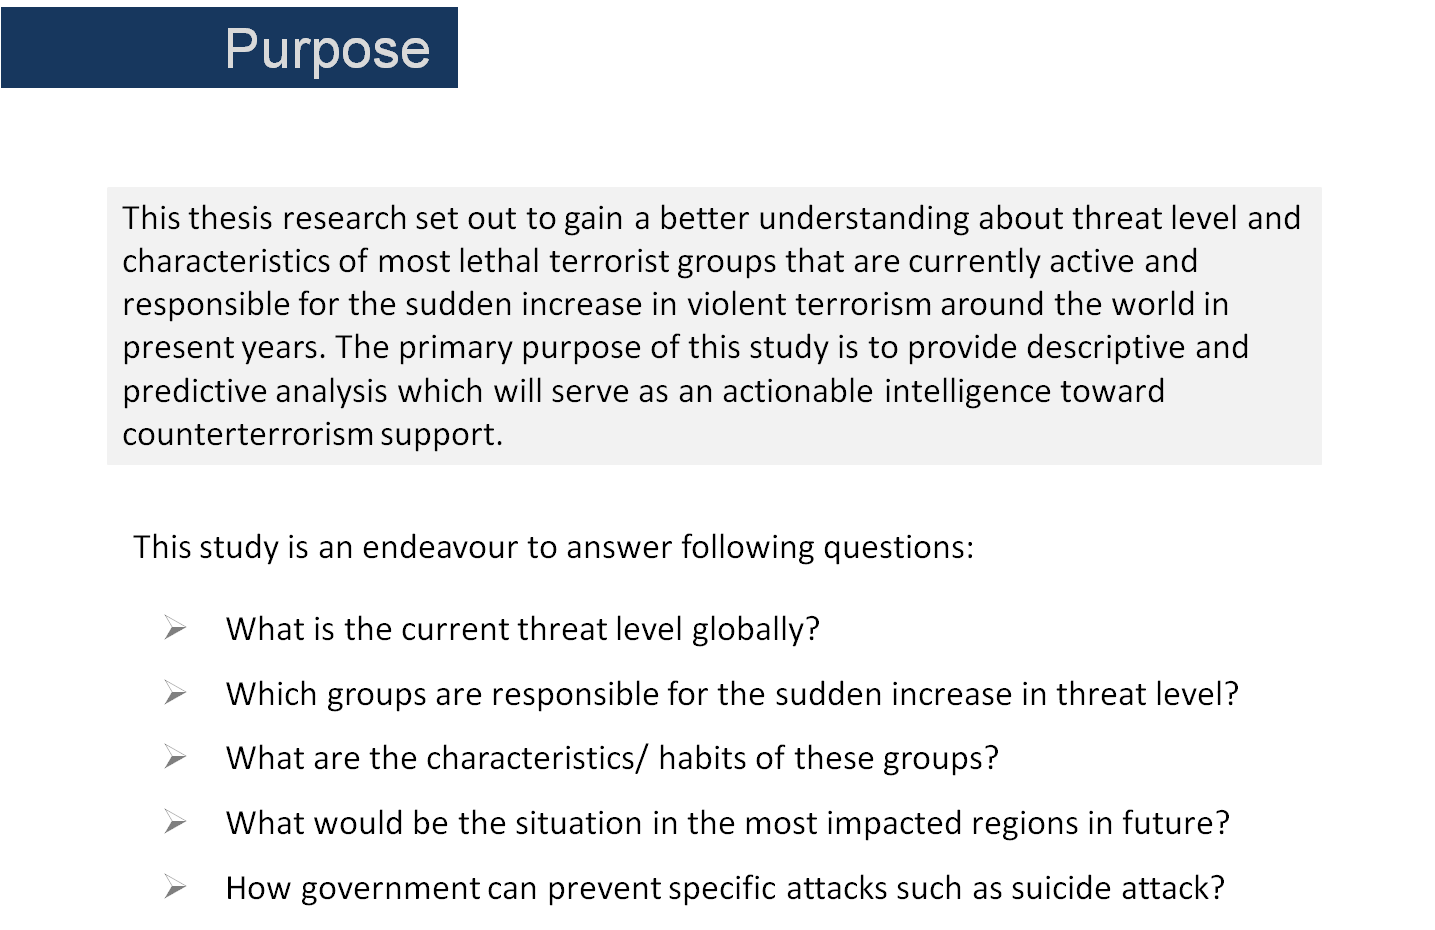 Purpose
This thesis research set out to gain a better understanding about threat level and
characteristics of most lethal terrorist groups that are currently active and
responsible for the sudden increase in violent terrorism around the world in
present years. The primary purpose of this study is to provide descriptive and
predictive analysis which will serve as an actionable intelligence toward
counterterrorism support.
This study is an endeavour to answer following questions:
What is the current threat level globally?
Which groups are responsible for the sudden increase in threat level?
What are the characteristics/ habits of these groups?
What would be the situation in the most impacted regions in future?
How government can prevent specific attacks such as suicide attack?